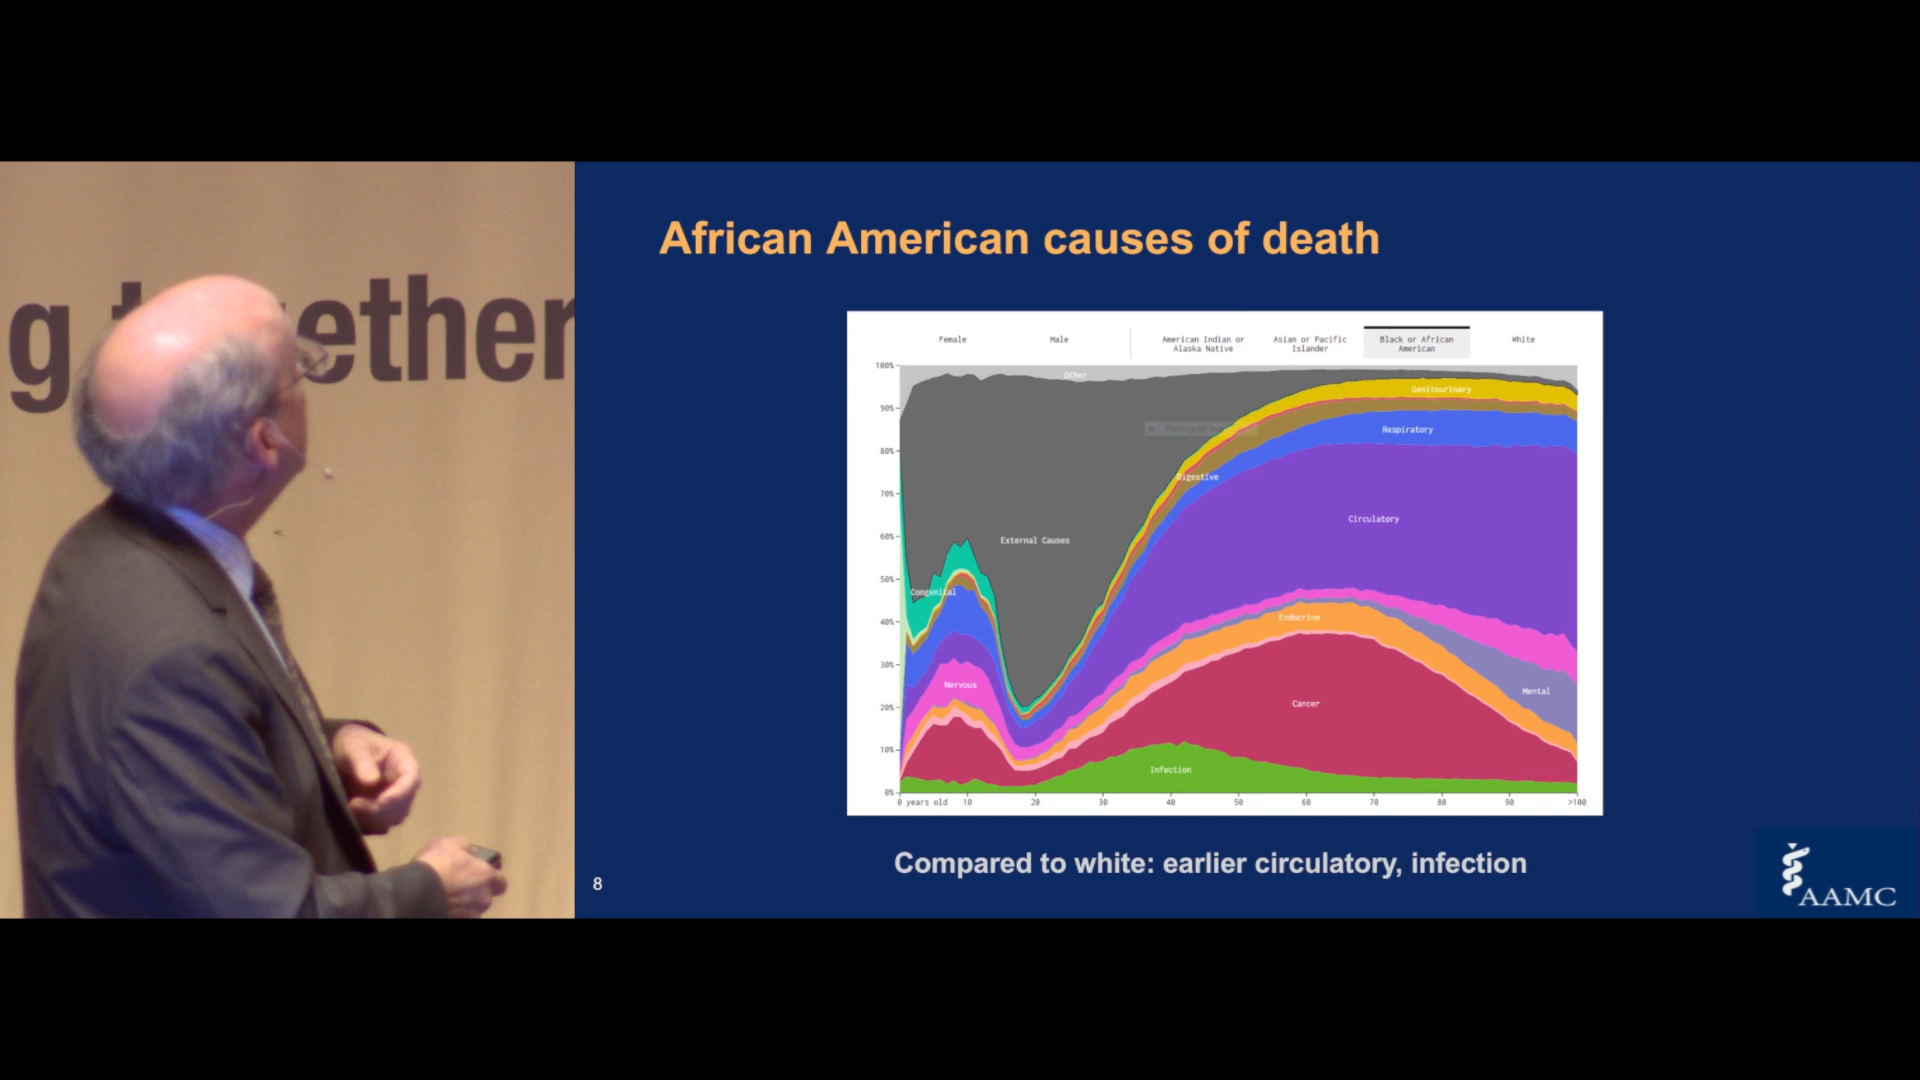 g together
African American causes of death
Female
Male
American Indian or
Alaska Native
Asian or Pacific
Islander
Black or African
American
White
100%
90%
80%
70%
60%
50%
40%
30%
20%
10%
0%
Other
Genitourinary
Respiratory
Digestive
Circulatory
External Causes
Congenital
Endocrine
Nervous
Mental
Cancer
Infection
0 years old
10
20
30
40
50
60
70
80
90
>100
Compared to white: earlier circulatory, infection
8
AAMC